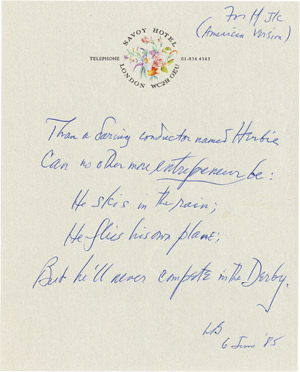 For H v K
(American Version)
SAVOY HOTEL
TELEPHONE 01-836 4343
LONDON WC2R 0EU
Than a daring conductor named Herbie
Can no other more entrepreneur be:
He skis in the rain;
He flies his own plane;
But he'll never compete in the Derby.
LB
6 June '85